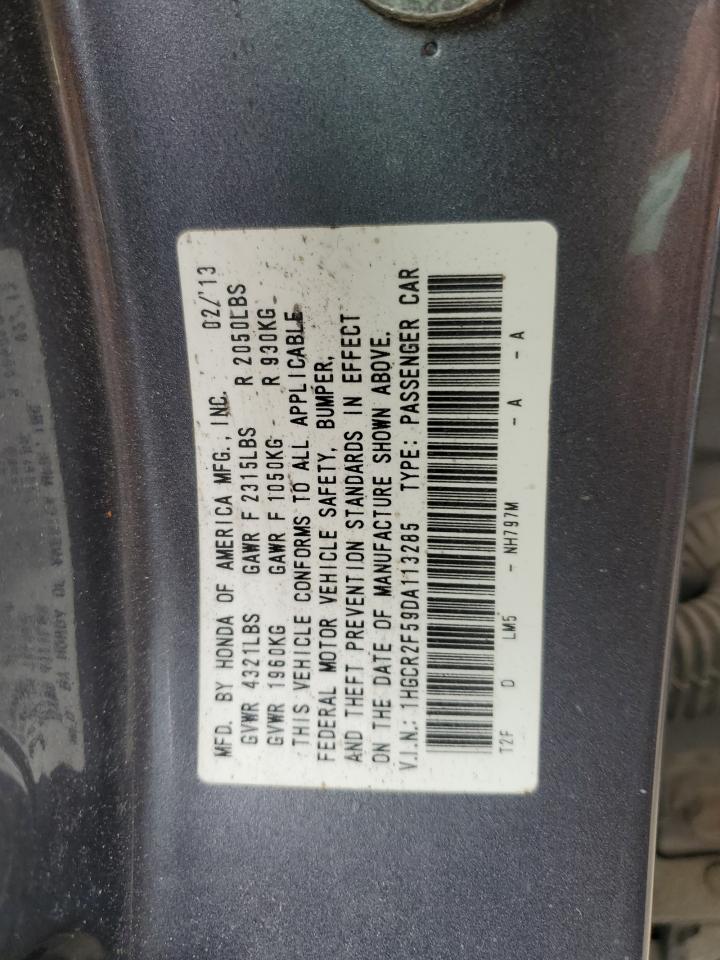 MFD. BY HONDA OF AMERICA MFG., INC. 02/'13
GVWR 4321LBS GAWR F 2315LBS R 2050LBS
GVWR 1960KG GAWR F 1050KG R 930KG
THIS VEHICLE CONFORMS TO ALL APPLICABLE
FEDERAL MOTOR VEHICLE SAFETY, BUMPER,
AND THEFT PREVENTION STANDARDS IN EFFECT
ON THE DATE OF MANUFACTURE SHOWN ABOVE.
V.I.N.: 1HGCR2F59DA113285 TYPE: PASSENGER CAR
T2F D LM5 - NH797M - A - A